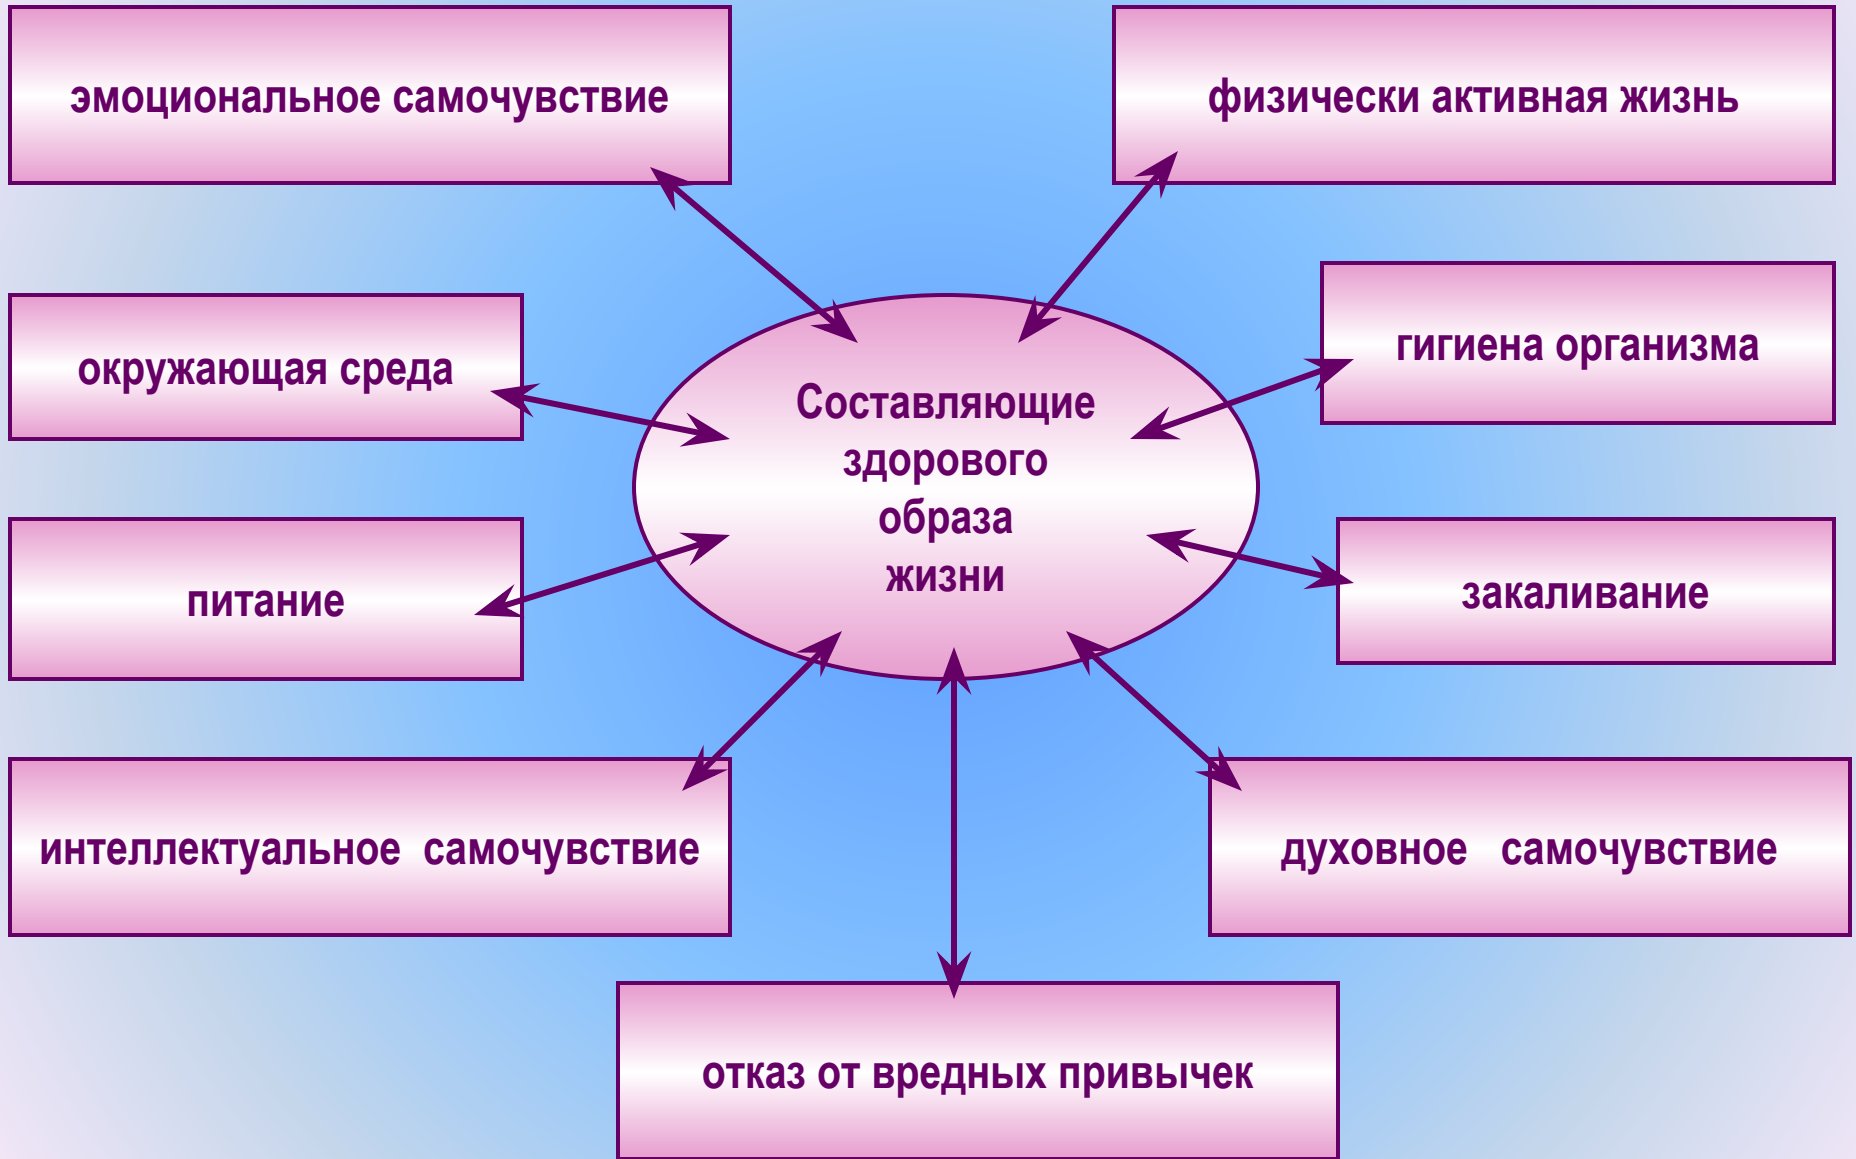 эмоциональное самочувствие
физически активная жизнь
окружающая среда
гигиена организма
Составляющие
здорового
образа
жизни
питание
закаливание
интеллектуальное самочувствие
духовное самочувствие
отказ от вредных привычек